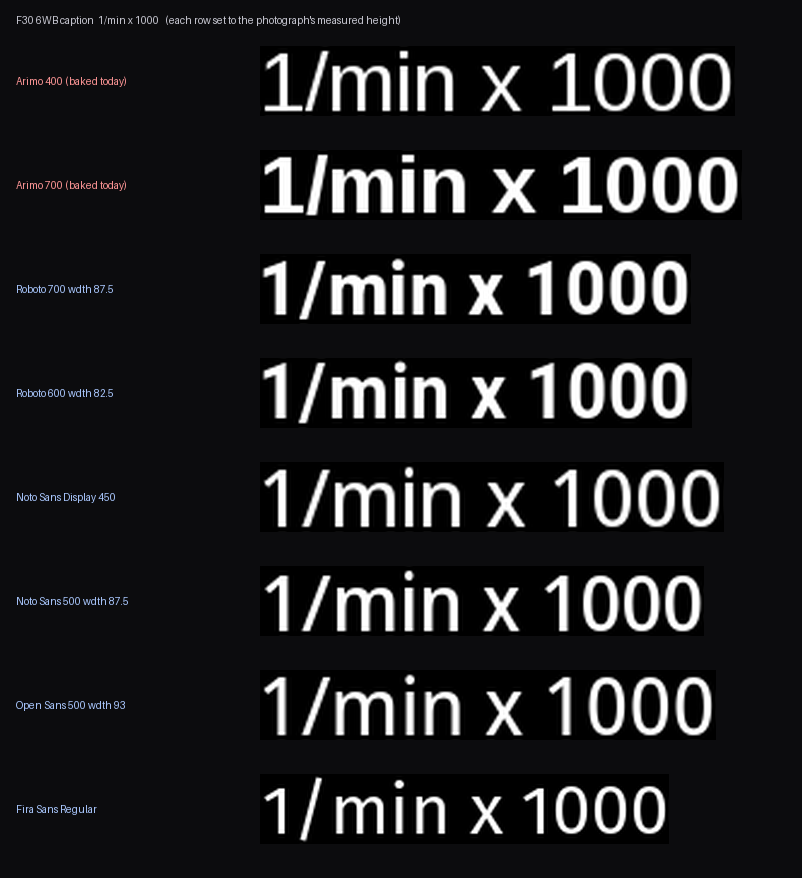 F30 6WB caption 1/min x 1000 (each row set to the photograph's measured height)
Arimo 400 (baked today) 1/min x 1000
Arimo 700 (baked today) 1/min x 1000
Roboto 700 wdth 87.5 1/min x 1000
Roboto 600 wdth 82.5 1/min x 1000
Noto Sans Display 450 1/min x 1000
Noto Sans 500 wdth 87.5 1/min x 1000
Open Sans 500 wdth 93 1/min x 1000
Fira Sans Regular 1/min x 1000